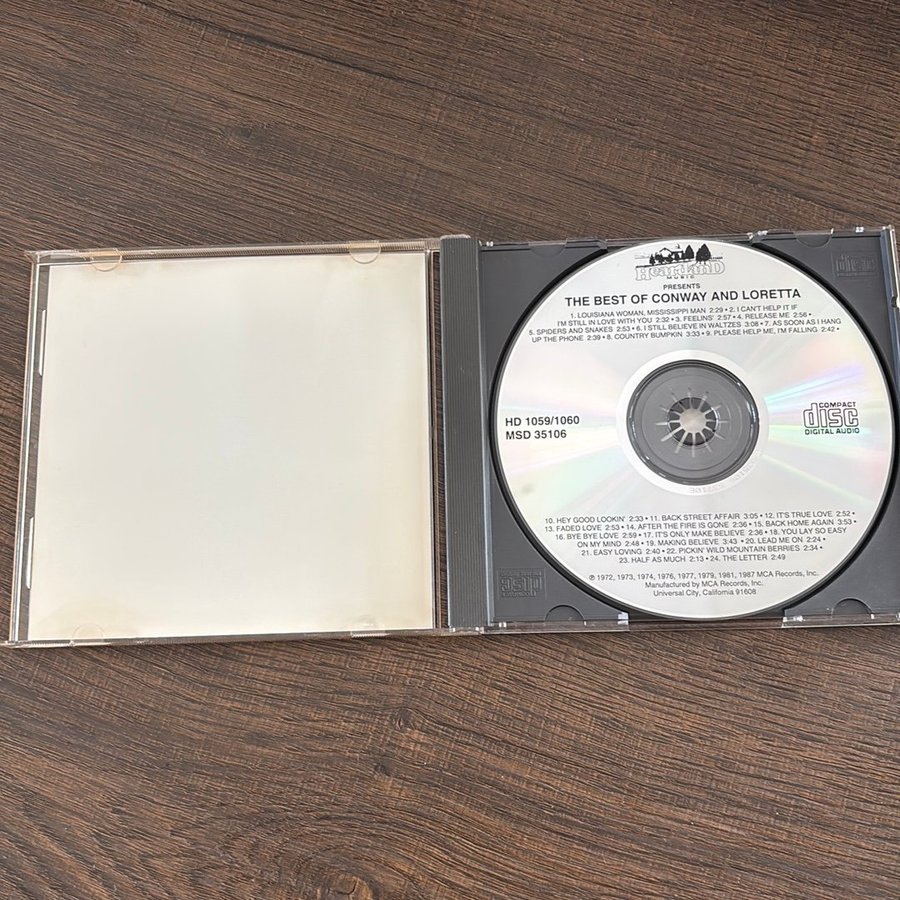 HeartLanD
MUSIC
PRESENTS
THE BEST OF CONWAY AND LORETTA
1. LOUISIANA WOMAN, MISSISSIPPI MAN 2:29 • 2. I CAN'T HELP IT IF
I'M STILL IN LOVE WITH YOU 2:32 • 3. FEELINS' 2:57 • 4. RELEASE ME 2:56 •
5. SPIDERS AND SNAKES 2:53 • 6. I STILL BELIEVE IN WALTZES 3:08 • 7. AS SOON AS I HANG
UP THE PHONE 2:39 • 8. COUNTRY BUMPKIN 3:33 • 9. PLEASE HELP ME, I'M FALLING 2:42 •
HD 1059/1060
MSD 35106
COMPACT
disc
DIGITAL AUDIO
10. HEY GOOD LOOKIN' 2:33 • 11. BACK STREET AFFAIR 3:05 • 12. IT'S TRUE LOVE 2:52 •
13. FADED LOVE 2:53 • 14. AFTER THE FIRE IS GONE 2:36 • 15. BACK HOME AGAIN 3:53 •
16. BYE BYE LOVE 2:59 • 17. IT'S ONLY MAKE BELIEVE 2:36 • 18. YOU LAY SO EASY
ON MY MIND 2:48 • 19. MAKING BELIEVE 3:43 • 20. LEAD ME ON 2:24 •
21. EASY LOVING 2:40 • 22. PICKIN' WILD MOUNTAIN BERRIES 2:34 •
23. HALF AS MUCH 2:13 • 24. THE LETTER 2:49
℗ 1972, 1973, 1974, 1976, 1977, 1979, 1981, 1987 MCA Records, Inc.
Manufactured by MCA Records, Inc.
Universal City, California 91608